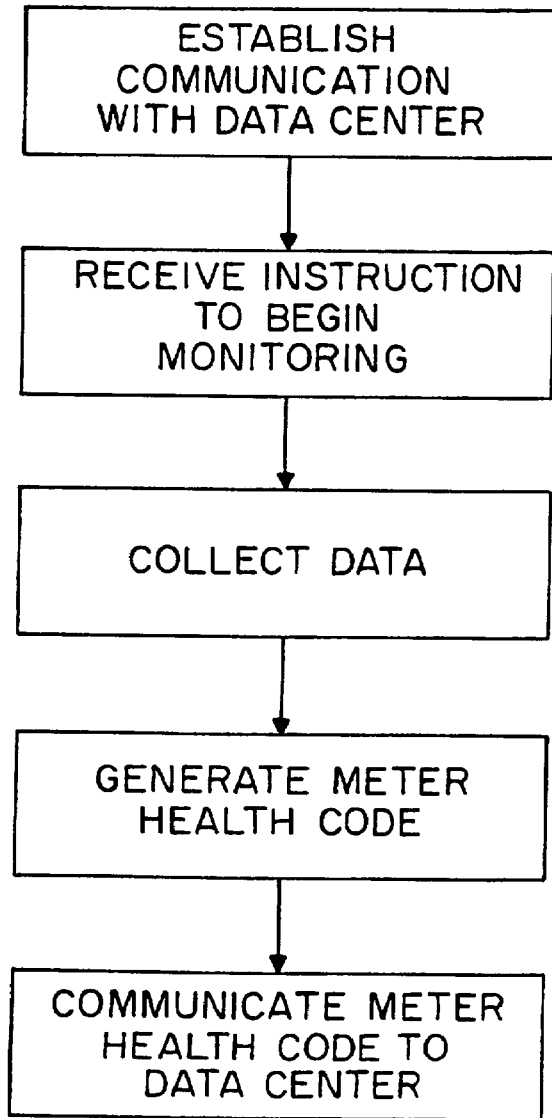 ESTABLISH
COMMUNICATION
WITH DATA CENTER
RECEIVE INSTRUCTION
TO BEGIN
MONITORING
COLLECT DATA
GENERATE METER
HEALTH CODE
COMMUNICATE METER
HEALTH CODE TO
DATA CENTER